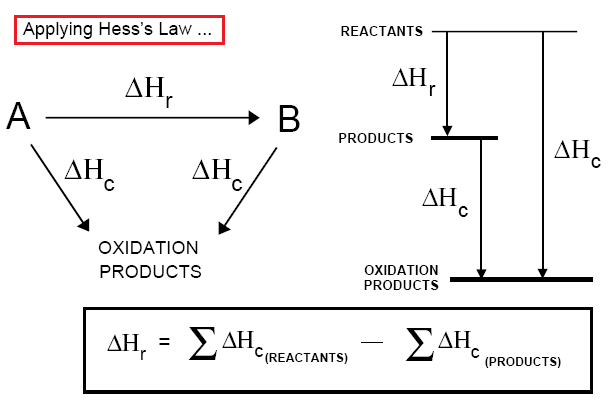 Applying Hess's Law ...
ΔHr
A
B
ΔHc
ΔHc
OXIDATION
PRODUCTS
REACTANTS
ΔHr
PRODUCTS
ΔHc
ΔHc
OXIDATION
PRODUCTS
ΔHr = ∑ΔHc(REACTANTS) — ∑ΔHc(PRODUCTS)